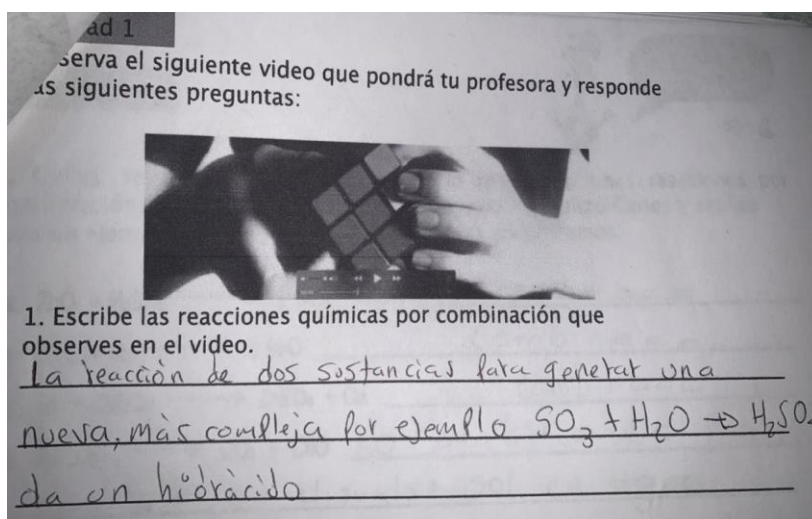 ad 1
serva el siguiente video que pondrá tu profesora y responde
as siguientes preguntas:
1. Escribe las reacciones químicas por combinación que
observes en el video.
La reacción de dos sustancias para generar una
nueva, más compleja por ejemplo SO₃ + H₂O → H₂SO
da un hidrácido